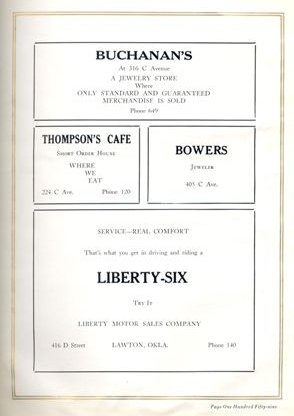 BUCHANAN'S
At 316 C Avenue
A JEWELRY STORE
Where
ONLY STANDARD AND GUARANTEED
MERCHANDISE IS SOLD
Phone 649
THOMPSON'S CAFE
SHORT ORDER HOUSE
WHERE
WE
EAT
224 C Ave. Phone 120
BOWERS
JEWELER
405 C Ave.
SERVICE—REAL COMFORT
That's what you get in driving and riding a
LIBERTY-SIX
TRY IT
LIBERTY MOTOR SALES COMPANY
416 D Street LAWTON, OKLA. Phone 140
Page One Hundred Fifty-nine